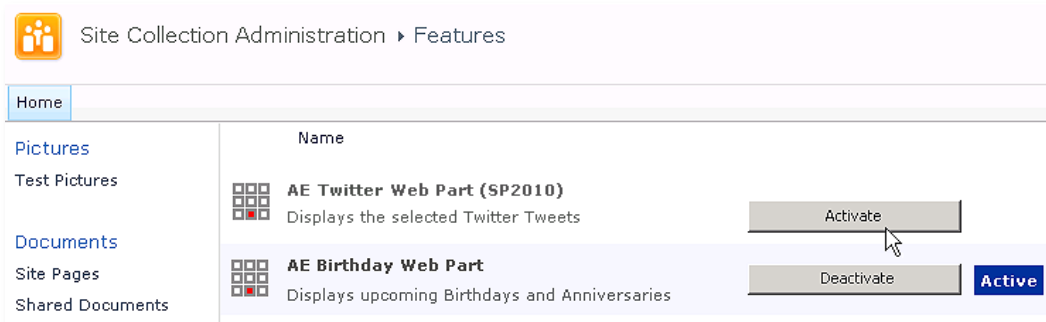 Site Collection Administration ▸ Features
Home
Pictures
Test Pictures
Documents
Site Pages
Shared Documents
Name
AE Twitter Web Part (SP2010)
Displays the selected Twitter Tweets
Activate
AE Birthday Web Part
Displays upcoming Birthdays and Anniversaries
Deactivate
Active